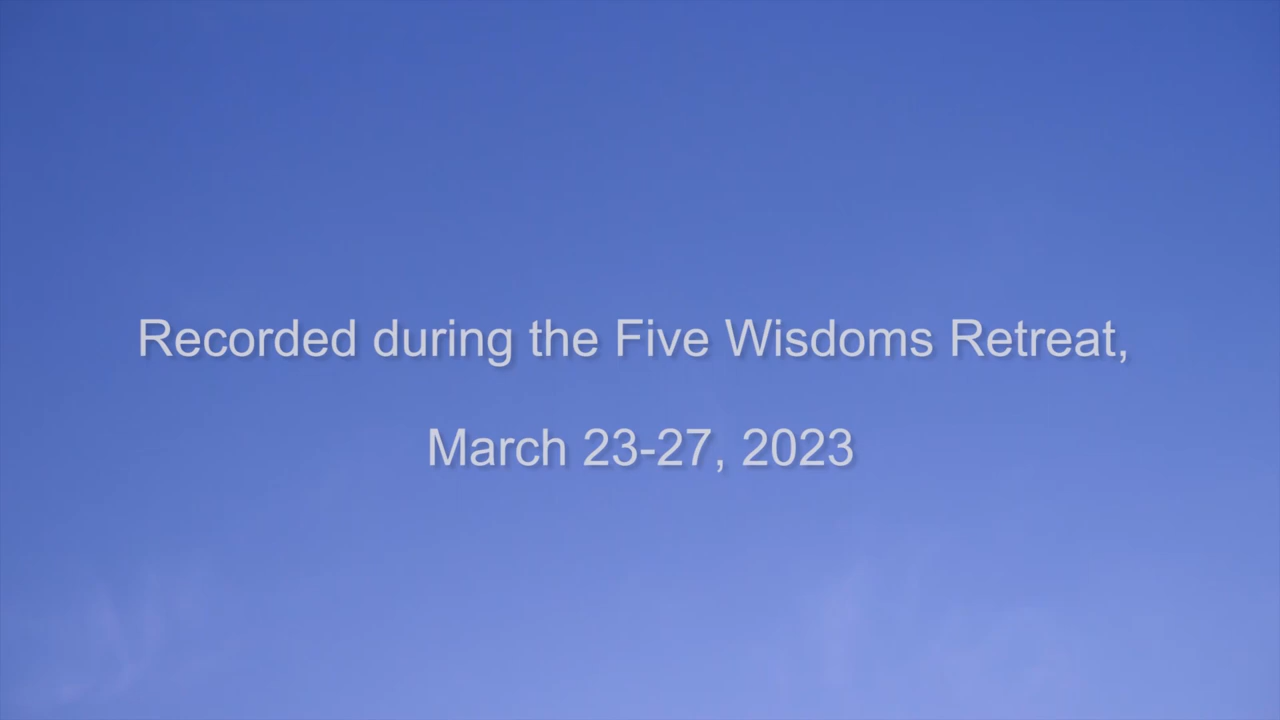 Recorded during the Five Wisdoms Retreat,
March 23-27, 2023